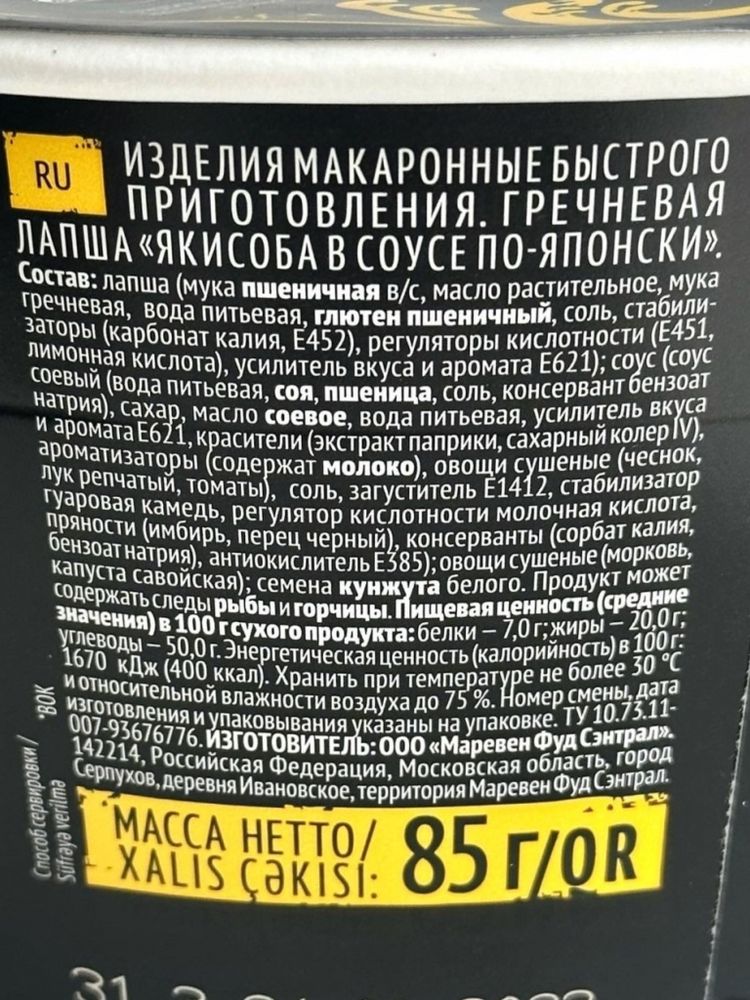 RU
ИЗДЕЛИЯ МАКАРОННЫЕ БЫСТРОГО
ПРИГОТОВЛЕНИЯ. ГРЕЧНЕВАЯ
ЛАПША «ЯКИСОБА В СОУСЕ ПО-ЯПОНСКИ».
Состав: лапша (мука пшеничная в/с, масло растительное, мука
гречневая, вода питьевая, глютен пшеничный, соль, стабили-
заторы (карбонат калия, Е452), регуляторы кислотности (Е451,
лимонная кислота), усилитель вкуса и аромата Е621); соус (соус
соевый (вода питьевая, соя, пшеница, соль, консервант бензоат
натрия), сахар, масло соевое, вода питьевая, усилитель вкуса
и аромата Е621, красители (экстракт паприки, сахарный колер IV),
ароматизаторы (содержат молоко), овощи сушеные (чеснок,
лук репчатый, томаты), соль, загуститель Е1412, стабилизатор
гуаровая камедь, регулятор кислотности молочная кислота,
пряности (имбирь, перец черный), консерванты (сорбат калия,
бензоат натрия), антиокислитель Е385); овощи сушеные (морковь,
капуста савойская); семена кунжута белого. Продукт может
содержать следы рыбы и горчицы. Пищевая ценность (средние
значения) в 100 г сухого продукта: белки – 7,0 г; жиры – 20,0 г;
углеводы – 50,0 г. Энергетическая ценность (калорийность) в 100 г:
1670 кДж (400 ккал). Хранить при температуре не более 30 °С
и относительной влажности воздуха до 75 %. Номер смены, дата
изготовления и упаковывания указаны на упаковке. ТУ 10.73.11-
007-93676776. ИЗГОТОВИТЕЛЬ: ООО «Маревен Фуд Сэнтрал».
142214, Российская Федерация, Московская область, город
Серпухов, деревня Ивановское, территория Маревен Фуд Сэнтрал.
Способ сервировки/
Süfrəyə verilmə
*ВОК
МАССА НЕТТО/
XALIS ÇƏKISI:
85 Г/QR